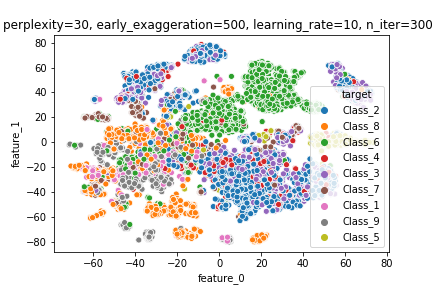 perplexity=30, early_exaggeration=500, learning_rate=10, n_iter=300
80
60
40
20
0
−20
−40
−60
−80
feature_1
−60 −40 −20 0 20 40 60 80
feature_0
target
Class_2
Class_8
Class_6
Class_4
Class_3
Class_7
Class_1
Class_9
Class_5